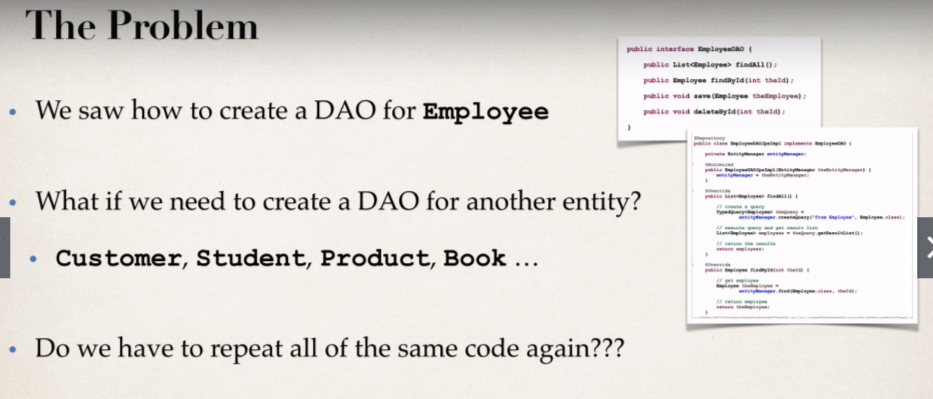 The Problem
• We saw how to create a DAO for Employee
• What if we need to create a DAO for another entity?
• Customer, Student, Product, Book ...
• Do we have to repeat all of the same code again???
public interface EmployeeDAO {
public List<Employee> findAll();
public Employee findById(int theId);
public void save(Employee theEmployee);
public void deleteById(int theId);
}
@Repository
public class EmployeeDAOJpaImpl implements EmployeeDAO {
private EntityManager entityManager;
@Autowired
public EmployeeDAOJpaImpl(EntityManager theEntityManager) {
entityManager = theEntityManager;
}
@Override
public List<Employee> findAll() {
// create a query
TypedQuery<Employee> theQuery =
entityManager.createQuery("from Employee", Employee.class);
// execute query and get result list
List<Employee> employees = theQuery.getResultList();
// return the results
return employees;
}
@Override
public Employee findById(int theId) {
// get employee
Employee theEmployee =
entityManager.find(Employee.class, theId);
// return employee
return theEmployee;
}